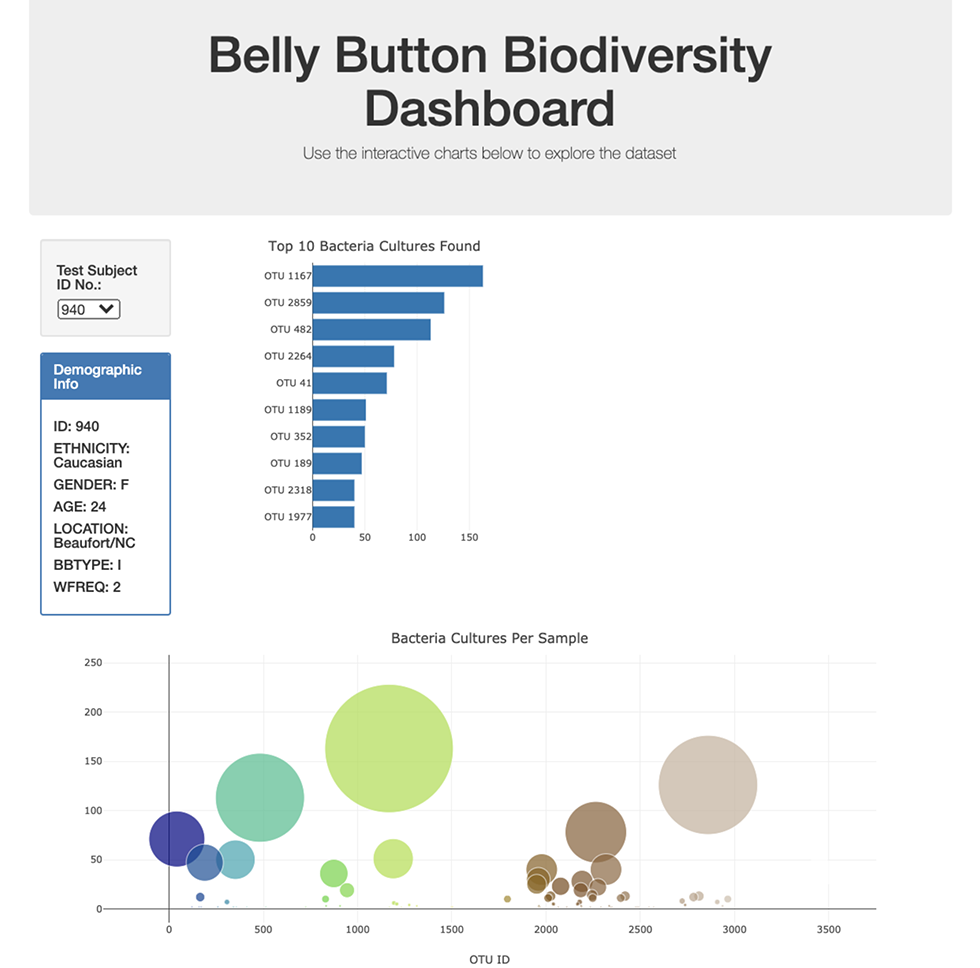 Belly Button Biodiversity
Dashboard
Use the interactive charts below to explore the dataset
Test Subject
ID No.:
940
Demographic
Info
ID: 940
ETHNICITY:
Caucasian
GENDER: F
AGE: 24
LOCATION:
Beaufort/NC
BBTYPE: I
WFREQ: 2
Top 10 Bacteria Cultures Found
OTU 1167
OTU 2859
OTU 482
OTU 2264
OTU 41
OTU 1189
OTU 352
OTU 189
OTU 2318
OTU 1977
0 50 100 150
Bacteria Cultures Per Sample
250
200
150
100
50
0
0 500 1000 1500 2000 2500 3000 3500
OTU ID